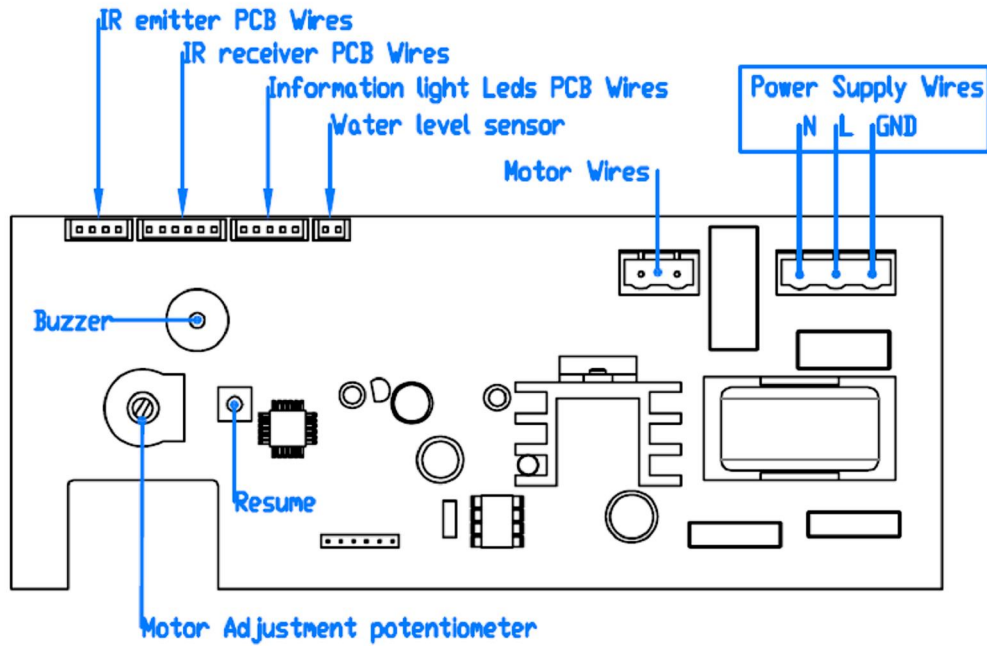 IR emitter PCB Wires
IR receiver PCB Wires
Information light Leds PCB Wires
Water level sensor
Motor Wires
Power Supply Wires
N L GND
Buzzer
Resume
Motor Adjustment potentiometer